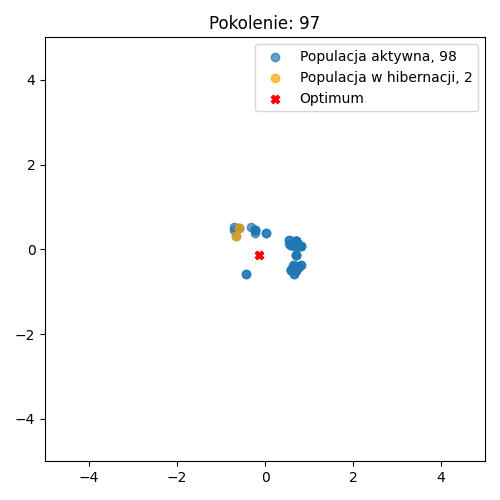 Pokolenie: 97
Populacja aktywna, 98
Populacja w hibernacji, 2
Optimum
4
2
0
−2
−4
−4 −2 0 2 4